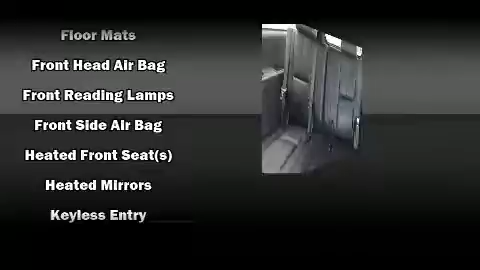 Floor Mats
Front Head Air Bag
Front Reading Lamps
Front Side Air Bag
Heated Front Seat(s)
Heated Mirrors
Keyless Entry